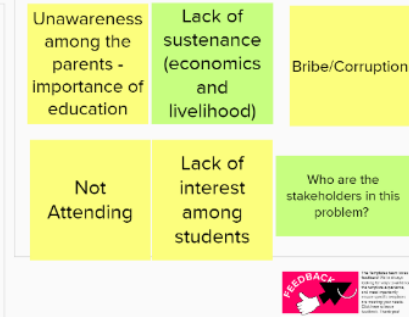 Unawareness
among the
parents -
importance of
education
Lack of
sustenance
(economics
and
livelihood)
Bribe/Corruption
Not
Attending
Lack of
interest
among
students
Who are the
stakeholders in this
problem?
FEEDBACK